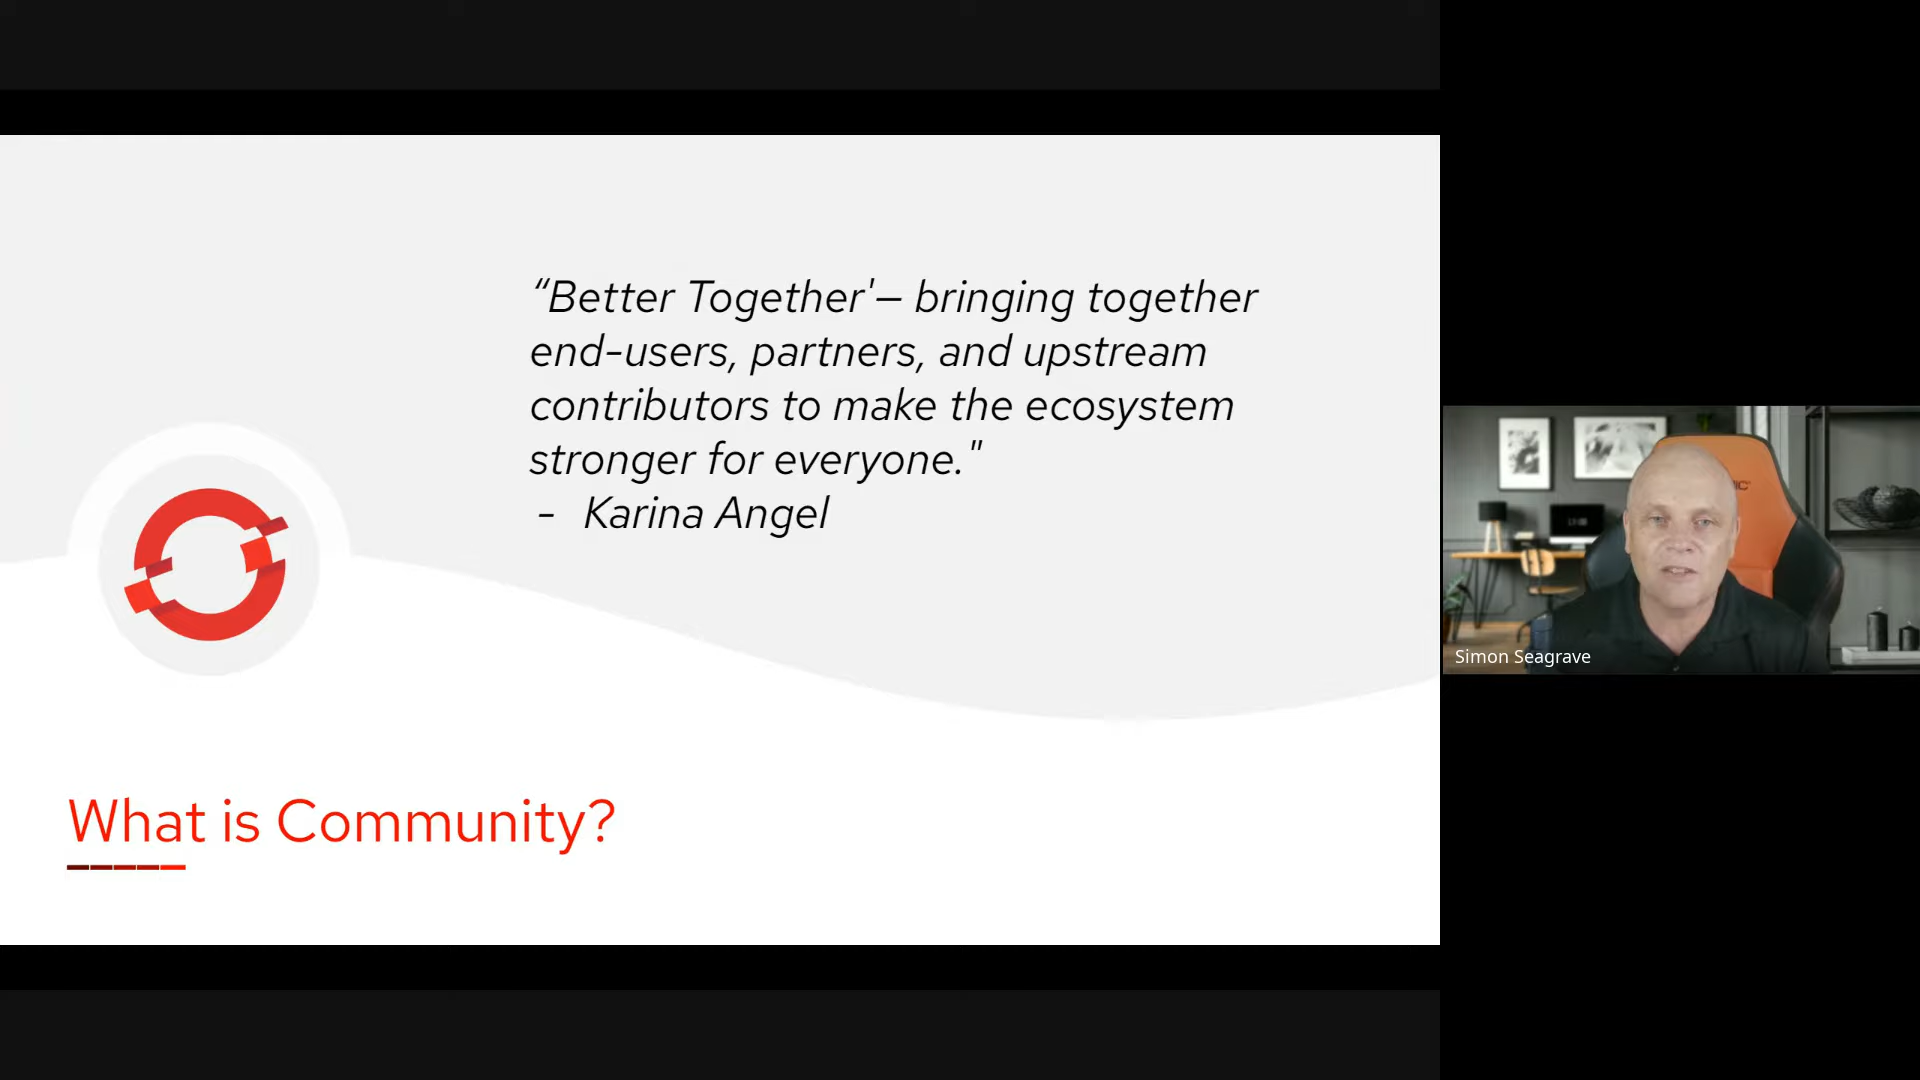 “Better Together'— bringing together
end-users, partners, and upstream
contributors to make the ecosystem
stronger for everyone."
- Karina Angel
What is Community?
Simon Seagrave